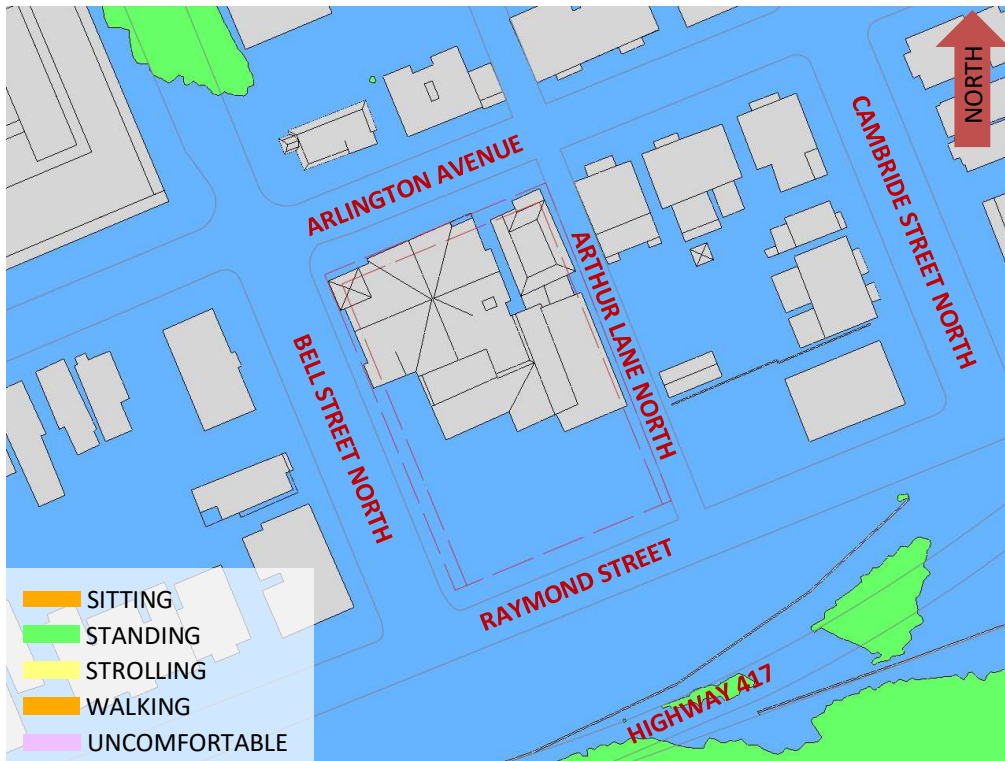 NORTH
ARLINGTON AVENUE
CAMBRIDE STREET NORTH
ARTHUR LANE NORTH
BELL STREET NORTH
RAYMOND STREET
HIGHWAY 417
SITTING
STANDING
STROLLING
WALKING
UNCOMFORTABLE